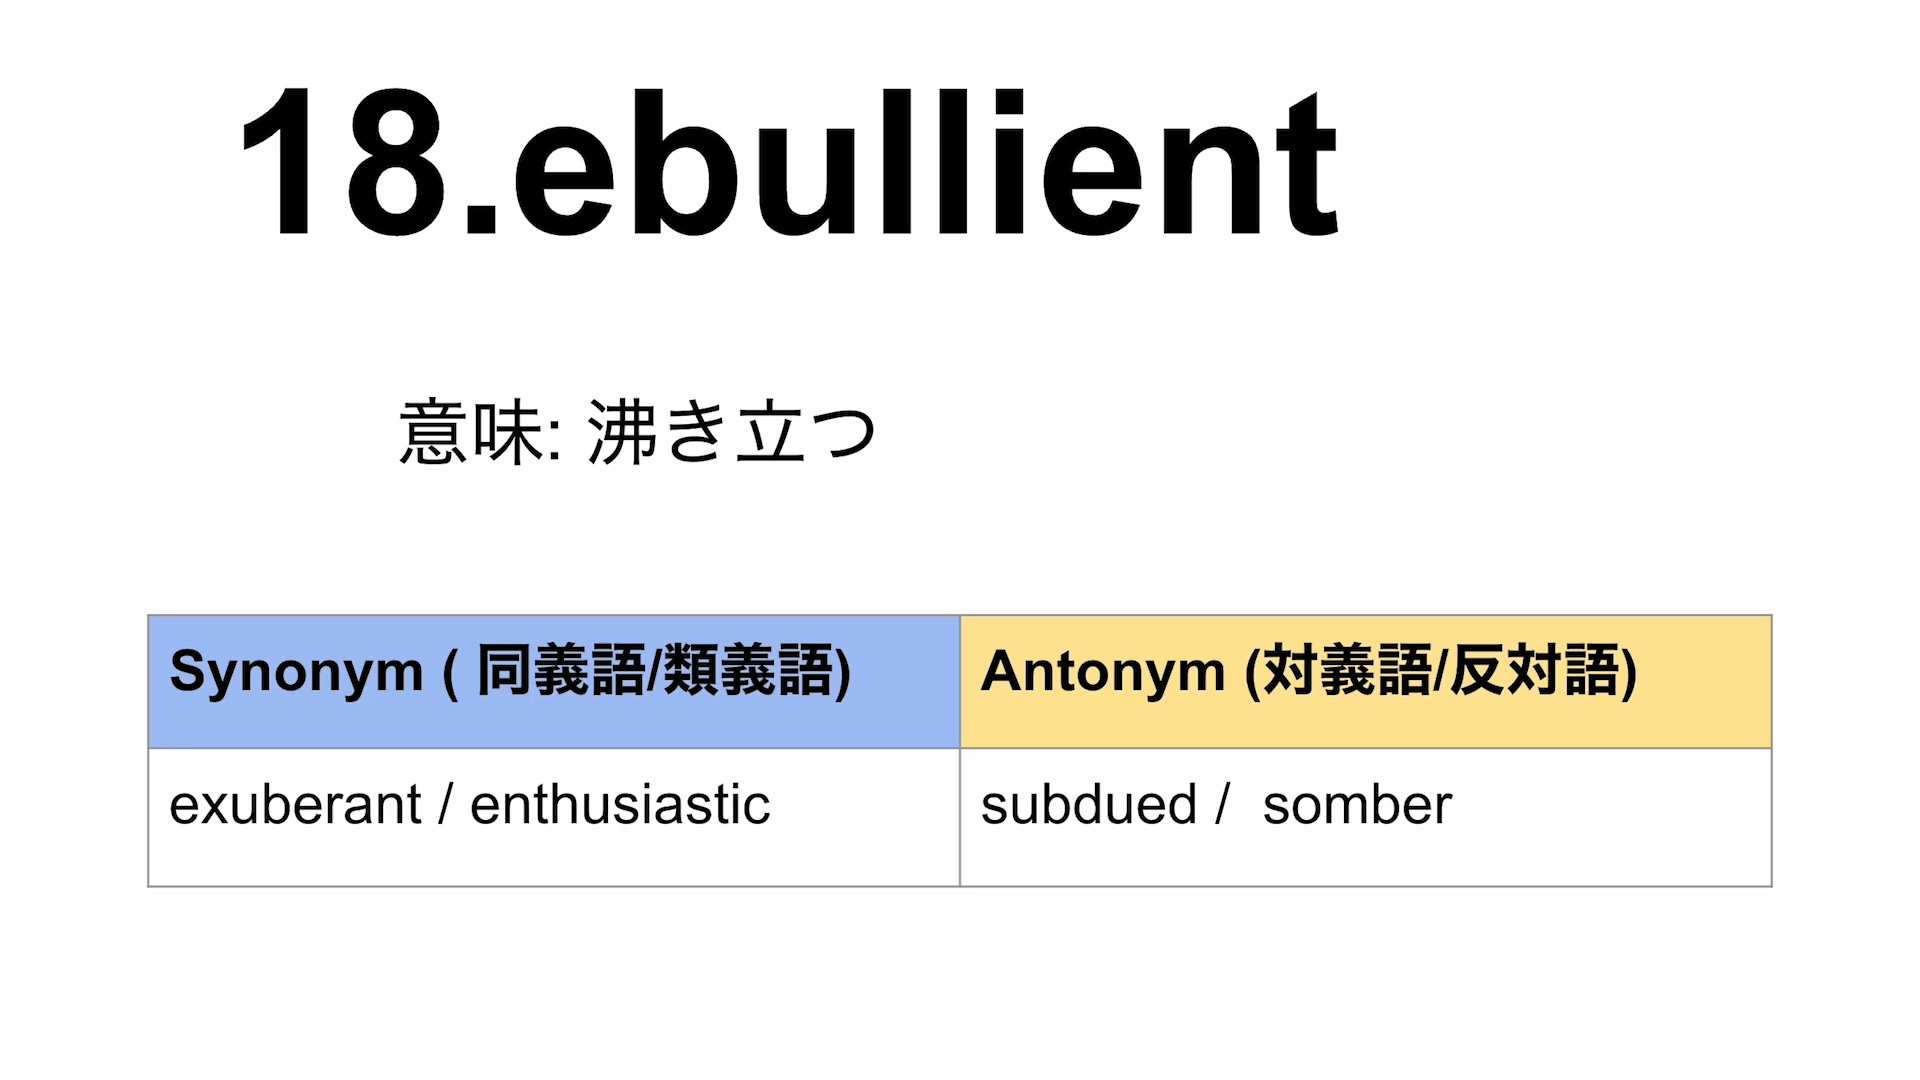 18.ebullient
意味: 沸き立つ
Synonym ( 同義語/類義語)
Antonym (対義語/反対語)
exuberant / enthusiastic
subdued /  somber